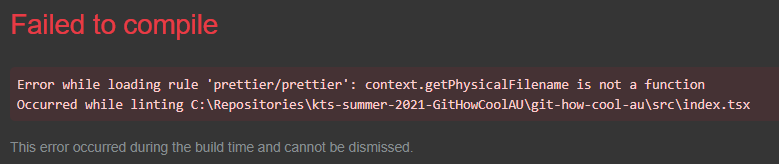 Failed to compile
Error while loading rule 'prettier/prettier': context.getPhysicalFilename is not a function
Occurred while linting C:\Repositories\kts-summer-2021-GitHowCoolAU\git-how-cool-au\src\index.tsx
This error occurred during the build time and cannot be dismissed.